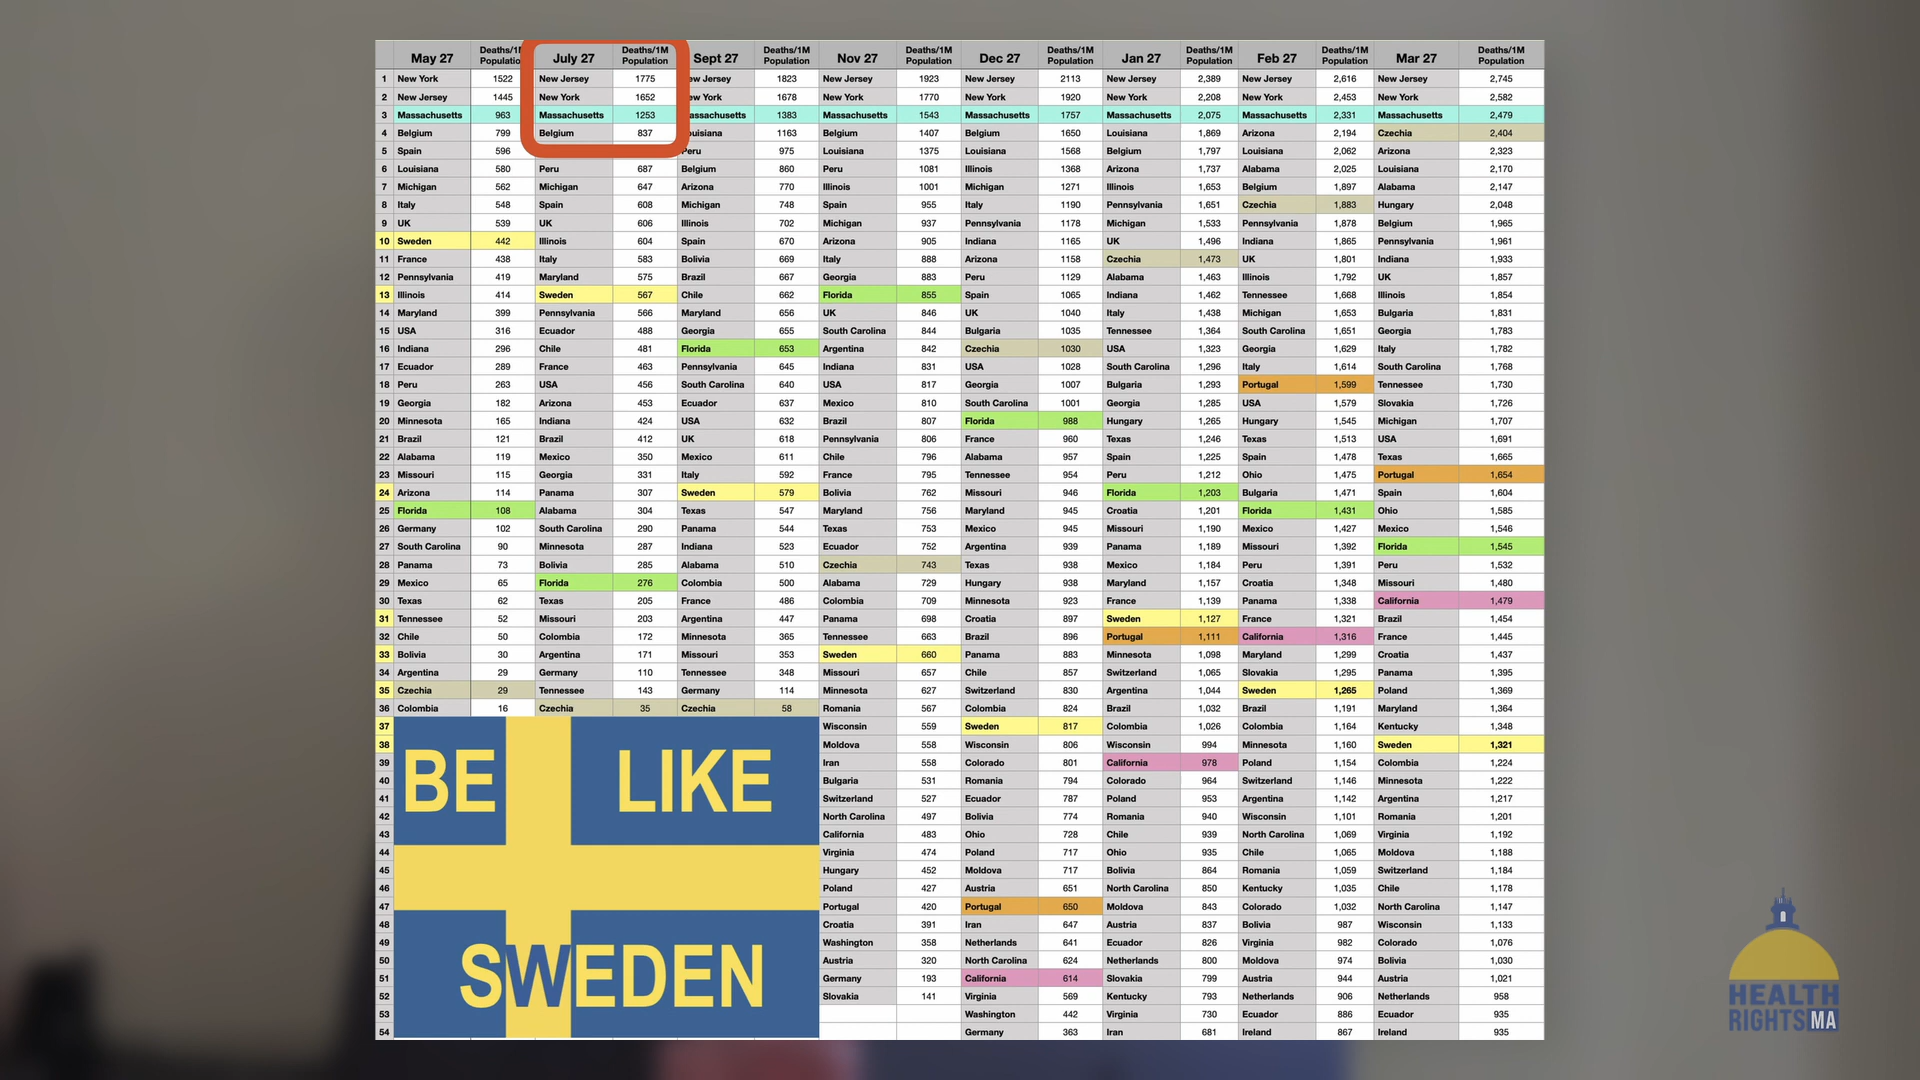 May 27 Deaths/1M Population July 27 Deaths/1M Population Sept 27 Deaths/1M Population Nov 27 Deaths/1M Population Dec 27 Deaths/1M Population Jan 27 Deaths/1M Population Feb 27 Deaths/1M Population Mar 27 Deaths/1M Population
1 New York 1522 New Jersey 1775 ew Jersey 1823 New Jersey 1923 New Jersey 2113 New Jersey 2,389 New Jersey 2,616 New Jersey 2,745
2 New Jersey 1445 New York 1652 w York 1678 New York 1770 New York 1920 New York 2,208 New York 2,453 New York 2,582
3 Massachusetts 963 Massachusetts 1253 assachusetts 1383 Massachusetts 1543 Massachusetts 1757 Massachusetts 2,075 Massachusetts 2,331 Massachusetts 2,479
4 Belgium 799 Belgium 837 ouisiana 1163 Belgium 1407 Belgium 1650 Louisiana 1,869 Arizona 2,194 Czechia 2,404
5 Spain 596 Peru 975 Louisiana 1375 Louisiana 1568 Belgium 1,797 Louisiana 2,062 Arizona 2,323
6 Louisiana 580 Peru 687 Belgium 860 Peru 1081 Illinois 1368 Arizona 1,737 Alabama 2,025 Louisiana 2,170
7 Michigan 562 Michigan 647 Arizona 770 Illinois 1001 Michigan 1271 Illinois 1,653 Belgium 1,897 Alabama 2,147
8 Italy 548 Spain 608 Michigan 748 Spain 955 Italy 1190 Pennsylvania 1,651 Czechia 1,883 Hungary 2,048
9 UK 539 UK 606 Illinois 702 Michigan 937 Pennsylvania 1178 Michigan 1,533 Pennsylvania 1,878 Belgium 1,965
10 Sweden 442 Illinois 604 Spain 670 Arizona 905 Indiana 1165 UK 1,496 Indiana 1,865 Pennsylvania 1,961
11 France 438 Italy 583 Bolivia 669 Italy 888 Arizona 1158 Czechia 1,473 UK 1,801 Indiana 1,933
12 Pennsylvania 419 Maryland 575 Brazil 667 Georgia 883 Peru 1129 Alabama 1,463 Illinois 1,792 UK 1,857
13 Illinois 414 Sweden 567 Chile 662 Florida 855 Spain 1065 Indiana 1,462 Tennessee 1,668 Illinois 1,854
14 Maryland 399 Pennsylvania 566 Maryland 656 UK 846 UK 1040 Italy 1,438 Michigan 1,653 Bulgaria 1,831
15 USA 316 Ecuador 488 Georgia 655 South Carolina 844 Bulgaria 1035 Tennessee 1,364 South Carolina 1,651 Georgia 1,783
16 Indiana 296 Chile 481 Florida 653 Argentina 842 Czechia 1030 USA 1,323 Georgia 1,629 Italy 1,782
17 Ecuador 289 France 463 Pennsylvania 645 Indiana 831 USA 1028 South Carolina 1,296 Italy 1,614 South Carolina 1,768
18 Peru 263 USA 456 South Carolina 640 USA 817 Georgia 1007 Bulgaria 1,293 Portugal 1,599 Tennessee 1,730
19 Georgia 182 Arizona 453 Ecuador 637 Mexico 810 South Carolina 1001 Georgia 1,285 USA 1,579 Slovakia 1,726
20 Minnesota 165 Indiana 424 USA 632 Brazil 807 Florida 988 Hungary 1,265 Hungary 1,545 Michigan 1,707
21 Brazil 121 Brazil 412 UK 618 Pennsylvania 806 France 960 Texas 1,246 Texas 1,513 USA 1,691
22 Alabama 119 Mexico 350 Mexico 611 Chile 796 Alabama 957 Spain 1,225 Spain 1,478 Texas 1,665
23 Missouri 115 Georgia 331 Italy 592 France 795 Tennessee 954 Peru 1,212 Ohio 1,475 Portugal 1,654
24 Arizona 114 Panama 307 Sweden 579 Bolivia 762 Missouri 946 Florida 1,203 Bulgaria 1,471 Spain 1,604
25 Florida 108 Alabama 304 Texas 547 Maryland 756 Maryland 945 Croatia 1,201 Florida 1,431 Ohio 1,585
26 Germany 102 South Carolina 290 Panama 544 Texas 753 Mexico 945 Missouri 1,190 Mexico 1,427 Mexico 1,546
27 South Carolina 90 Minnesota 287 Indiana 523 Ecuador 752 Argentina 939 Panama 1,189 Missouri 1,392 Florida 1,545
28 Panama 73 Bolivia 285 Alabama 510 Czechia 743 Texas 938 Mexico 1,184 Peru 1,391 Peru 1,532
29 Mexico 65 Florida 276 Colombia 500 Alabama 729 Hungary 938 Maryland 1,157 Croatia 1,348 Missouri 1,480
30 Texas 62 Texas 205 France 486 Colombia 709 Minnesota 923 France 1,139 Panama 1,338 California 1,479
31 Tennessee 52 Missouri 203 Argentina 447 Panama 698 Croatia 897 Sweden 1,127 France 1,321 Brazil 1,454
32 Chile 50 Colombia 172 Minnesota 365 Tennessee 663 Brazil 896 Portugal 1,111 California 1,316 France 1,445
33 Bolivia 30 Argentina 171 Missouri 353 Sweden 660 Panama 883 Minnesota 1,098 Maryland 1,299 Croatia 1,437
34 Argentina 29 Germany 110 Tennessee 348 Missouri 657 Chile 857 Switzerland 1,065 Slovakia 1,295 Panama 1,395
35 Czechia 29 Tennessee 143 Germany 114 Minnesota 627 Switzerland 830 Argentina 1,044 Sweden 1,265 Poland 1,369
36 Colombia 16 Czechia 35 Czechia 58 Romania 567 Colombia 824 Brazil 1,032 Brazil 1,191 Maryland 1,364
37 Wisconsin 559 Sweden 817 Colombia 1,026 Colombia 1,164 Kentucky 1,348
38 Moldova 558 Wisconsin 806 Wisconsin 994 Minnesota 1,160 Sweden 1,321
39 Iran 558 Colorado 801 California 978 Poland 1,154 Colombia 1,224
40 Bulgaria 531 Romania 794 Colorado 964 Switzerland 1,146 Minnesota 1,222
41 Switzerland 527 Ecuador 787 Poland 953 Argentina 1,142 Argentina 1,217
42 North Carolina 497 Bolivia 774 Romania 940 Wisconsin 1,101 Romania 1,201
43 California 483 Ohio 728 Chile 939 North Carolina 1,069 Virginia 1,192
44 Virginia 474 Poland 717 Ohio 935 Chile 1,065 Moldova 1,188
45 Hungary 452 Moldova 717 Bolivia 864 Romania 1,059 Switzerland 1,184
46 Poland 427 Austria 651 North Carolina 850 Kentucky 1,035 Chile 1,178
47 Portugal 420 Portugal 650 Moldova 843 Colorado 1,032 North Carolina 1,147
48 Croatia 391 Iran 647 Austria 837 Bolivia 987 Wisconsin 1,133
49 Washington 358 Netherlands 641 Ecuador 826 Virginia 982 Colorado 1,076
50 Austria 320 North Carolina 624 Netherlands 800 Moldova 974 Bolivia 1,030
51 Germany 193 California 614 Slovakia 799 Austria 944 Austria 1,021
52 Slovakia 141 Virginia 569 Kentucky 793 Netherlands 906 Netherlands 958
53 Washington 442 Virginia 730 Ecuador 886 Ecuador 935
54 Germany 363 Iran 681 Ireland 867 Ireland 935
BE LIKE
SWEDEN
HEALTH
RIGHTS MA